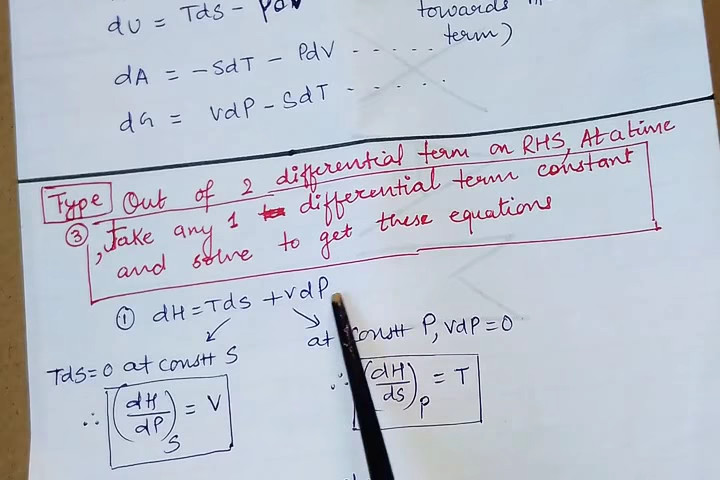 dU = Tds - PdV
towards
term)
dA = -SdT - PdV - - - - -
dG = VdP - SdT - - - - -
Type Out of 2 differential term on RHS, At a time
③, Take any 1 differential term constant
and solve to get these equations
① dH = Tds + VdP
at constt P, VdP = 0
Tds = 0 at constt S
∴ (dH/dP)S = V
∴ (dH/ds)P = T